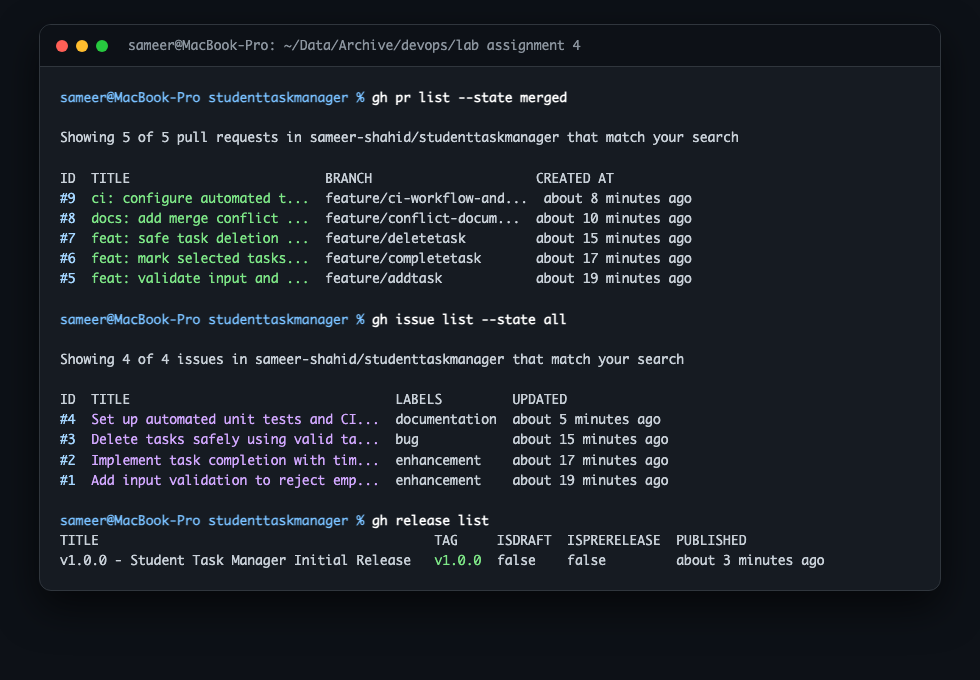 sameer@MacBook-Pro: ~/Data/Archive/devops/lab assignment 4
sameer@MacBook-Pro studenttaskmanager % gh pr list --state merged
Showing 5 of 5 pull requests in sameer-shahid/studenttaskmanager that match your search
ID TITLE BRANCH CREATED AT
#9 ci: configure automated t... feature/ci-workflow-and... about 8 minutes ago
#8 docs: add merge conflict ... feature/conflict-docum... about 10 minutes ago
#7 feat: safe task deletion ... feature/deletetask about 15 minutes ago
#6 feat: mark selected tasks... feature/completetask about 17 minutes ago
#5 feat: validate input and ... feature/addtask about 19 minutes ago
sameer@MacBook-Pro studenttaskmanager % gh issue list --state all
Showing 4 of 4 issues in sameer-shahid/studenttaskmanager that match your search
ID TITLE LABELS UPDATED
#4 Set up automated unit tests and CI... documentation about 5 minutes ago
#3 Delete tasks safely using valid ta... bug about 15 minutes ago
#2 Implement task completion with tim... enhancement about 17 minutes ago
#1 Add input validation to reject emp... enhancement about 19 minutes ago
sameer@MacBook-Pro studenttaskmanager % gh release list
TITLE TAG ISDRAFT ISPRERELEASE PUBLISHED
v1.0.0 - Student Task Manager Initial Release v1.0.0 false false about 3 minutes ago